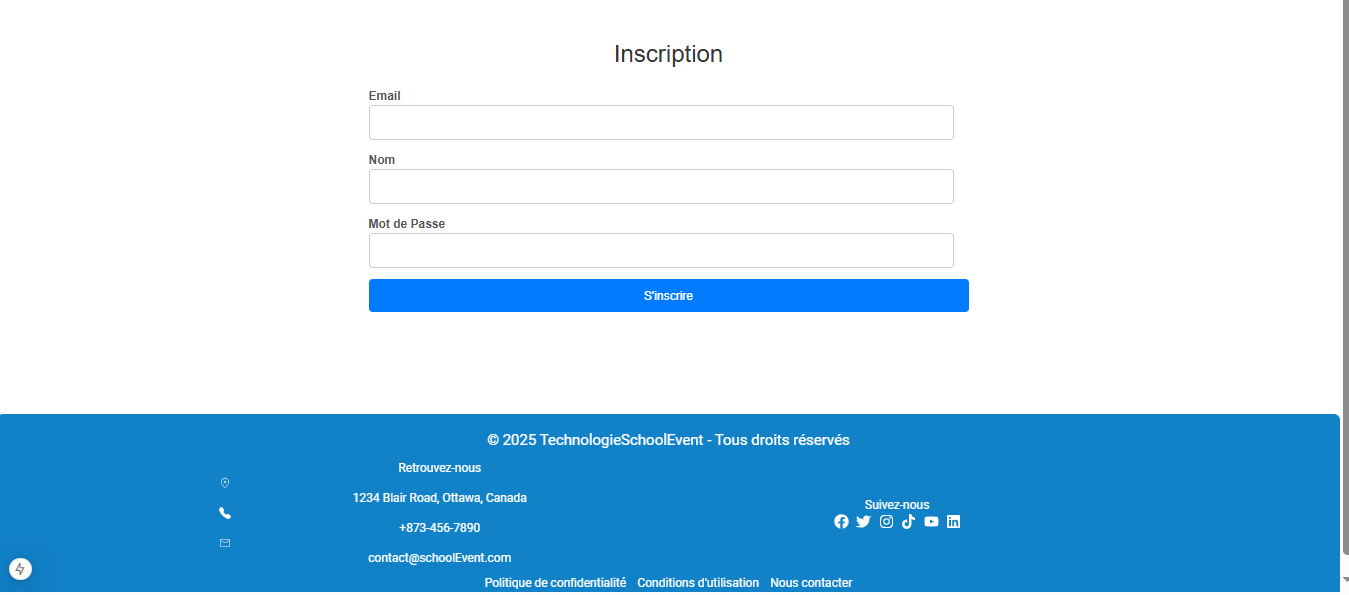 Inscription
Email
Nom
Mot de Passe
S'inscrire
© 2025 TechnologieSchoolEvent - Tous droits réservés
Retrouvez-nous
1234 Blair Road, Ottawa, Canada
+873-456-7890
contact@schoolEvent.com
Suivez-nous
Politique de confidentialité Conditions d'utilisation Nous contacter